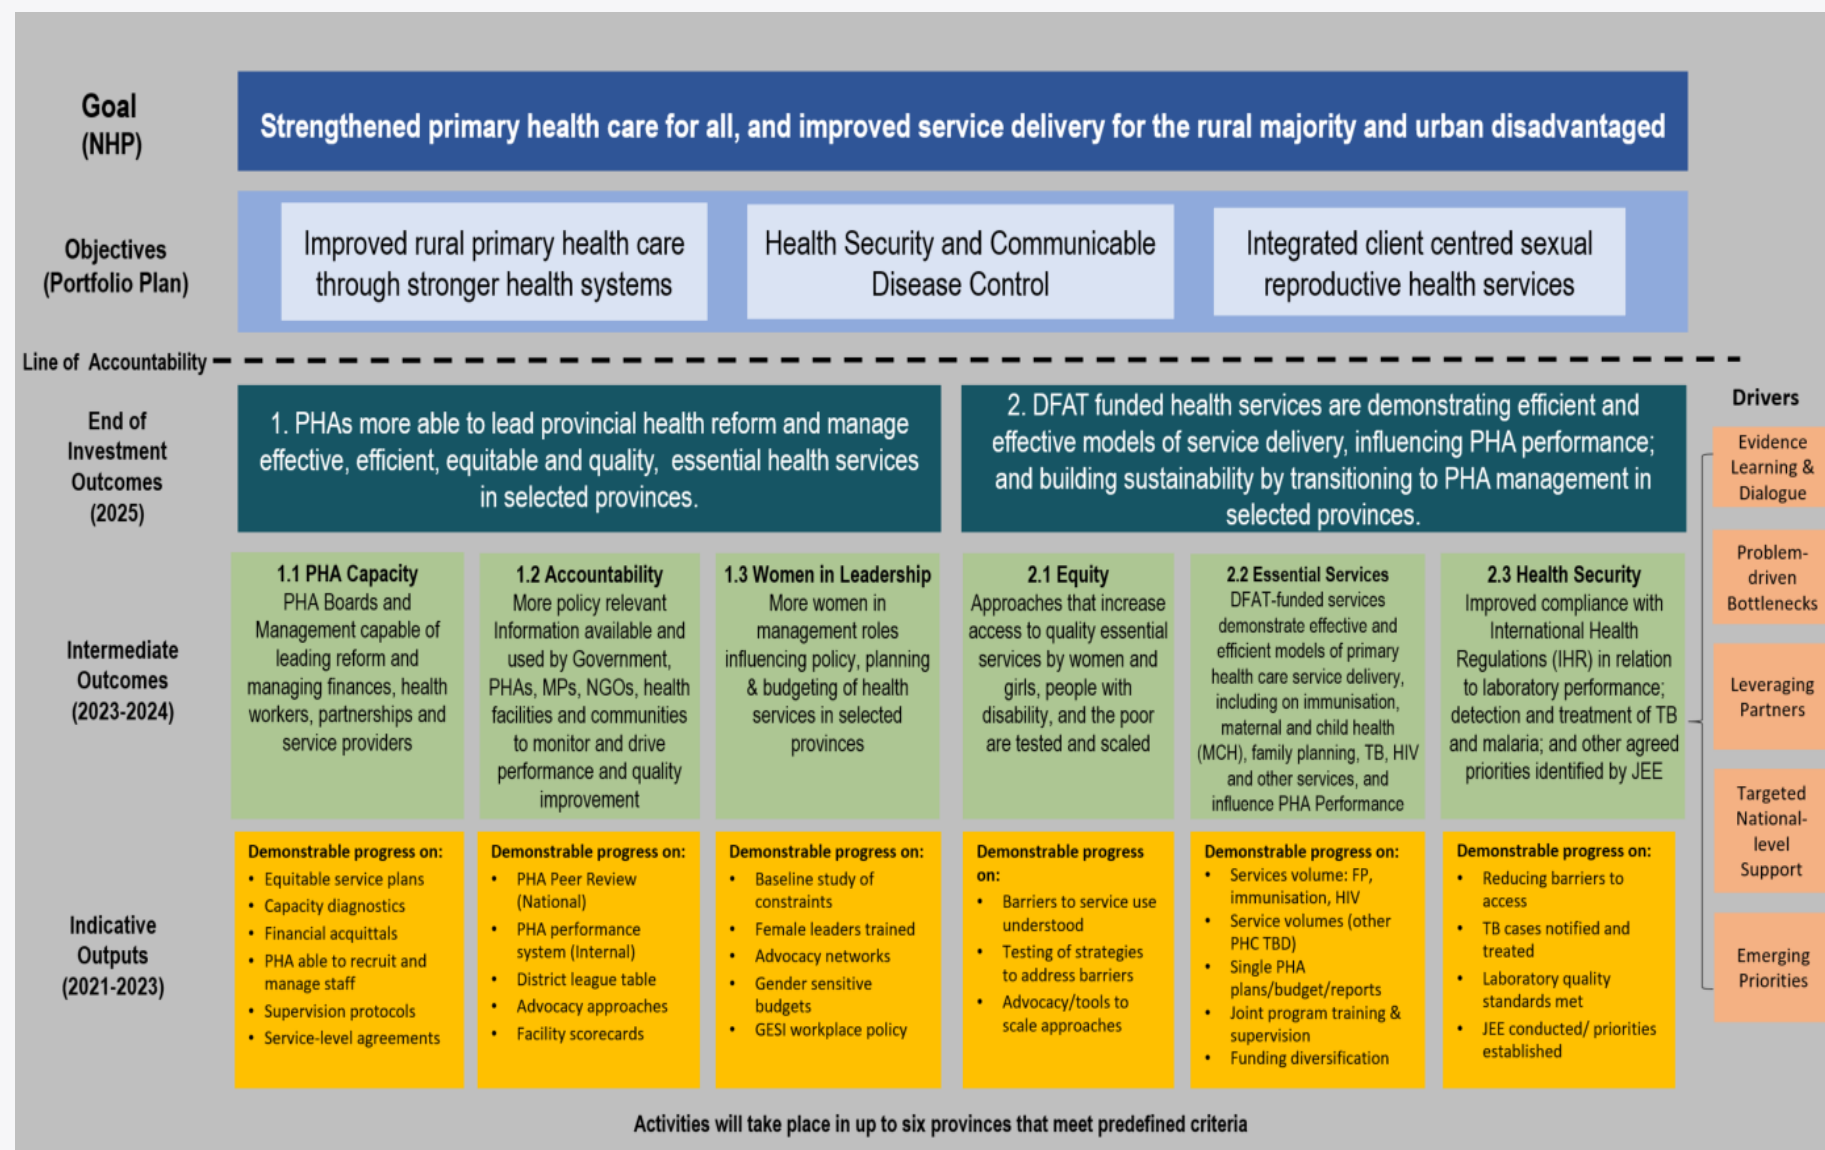 Goal
(NHP)
Strengthened primary health care for all, and improved service delivery for the rural majority and urban disadvantaged
Objectives
(Portfolio Plan)
Improved rural primary health care
through stronger health systems
Health Security and Communicable
Disease Control
Integrated client centred sexual
reproductive health services
Line of Accountability
End of
Investment
Outcomes
(2025)
1. PHAs more able to lead provincial health reform and manage
effective, efficient, equitable and quality, essential health services
in selected provinces.
2. DFAT funded health services are demonstrating efficient and
effective models of service delivery, influencing PHA performance;
and building sustainability by transitioning to PHA management in
selected provinces.
Intermediate
Outcomes
(2023-2024)
1.1 PHA Capacity
PHA Boards and
Management capable of
leading reform and
managing finances, health
workers, partnerships and
service providers
1.2 Accountability
More policy relevant
Information available and
used by Government,
PHAs, MPs, NGOs, health
facilities and communities
to monitor and drive
performance and quality
improvement
1.3 Women in Leadership
More women in
management roles
influencing policy, planning
& budgeting of health
services in selected
provinces
2.1 Equity
Approaches that increase
access to quality essential
services by women and
girls, people with
disability, and the poor
are tested and scaled
2.2 Essential Services
DFAT-funded services
demonstrate effective and
efficient models of primary
health care service delivery,
including on immunisation,
maternal and child health
(MCH), family planning, TB, HIV
and other services, and
influence PHA Performance
2.3 Health Security
Improved compliance with
International Health
Regulations (IHR) in relation
to laboratory performance;
detection and treatment of TB
and malaria; and other agreed
priorities identified by JEE
Indicative
Outputs
(2021-2023)
Demonstrable progress on:
• Equitable service plans
• Capacity diagnostics
• Financial acquittals
• PHA able to recruit and
manage staff
• Supervision protocols
• Service-level agreements
Demonstrable progress on:
• PHA Peer Review
(National)
• PHA performance
system (Internal)
• District league table
• Advocacy approaches
• Facility scorecards
Demonstrable progress on:
• Baseline study of
constraints
• Female leaders trained
• Advocacy networks
• Gender sensitive
budgets
• GESI workplace policy
Demonstrable progress
on:
• Barriers to service use
understood
• Testing of strategies
to address barriers
• Advocacy/tools to
scale approaches
Demonstrable progress on:
• Services volume: FP,
immunisation, HIV
• Service volumes (other
PHC TBD)
• Single PHA
plans/budget/reports
• Joint program training &
supervision
• Funding diversification
Demonstrable progress on:
• Reducing barriers to
access
• TB cases notified and
treated
• Laboratory quality
standards met
• JEE conducted/ priorities
established
Drivers
Evidence
Learning &
Dialogue
Problem-
driven
Bottlenecks
Leveraging
Partners
Targeted
National-
level
Support
Emerging
Priorities
Activities will take place in up to six provinces that meet predefined criteria